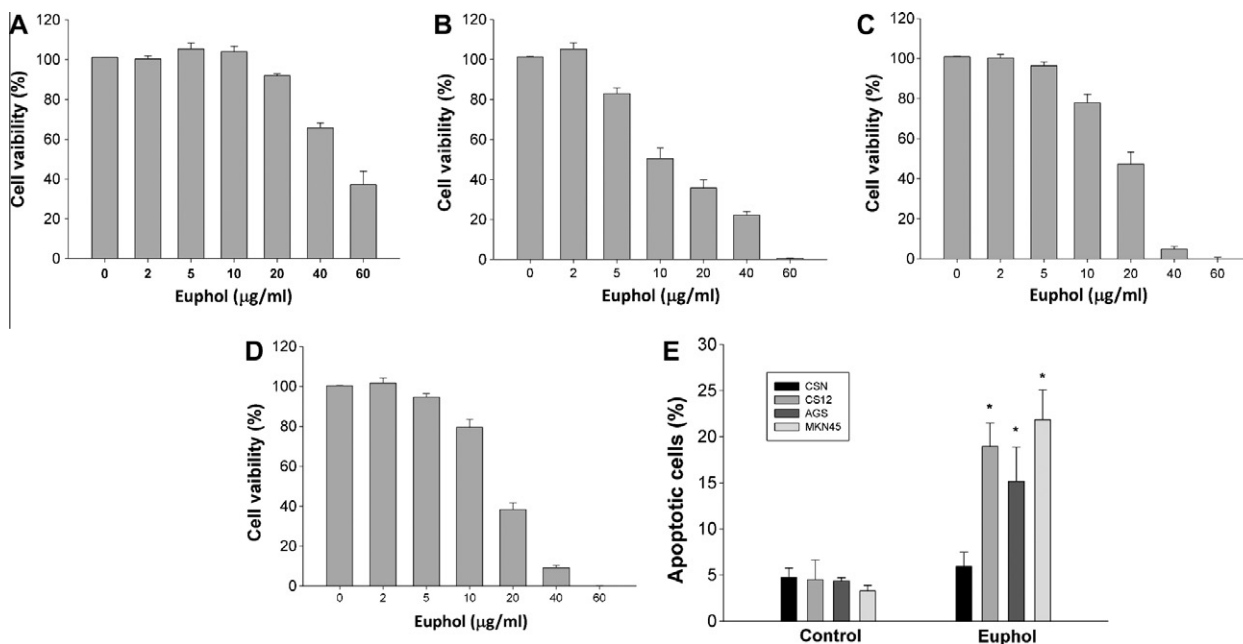 A
120
100
80
60
40
20
0
Cell vaibility (%)
0 2 5 10 20 40 60
Euphol (μg/ml)
B
120
100
80
60
40
20
0
Cell vaibility (%)
0 2 5 10 20 40 60
Euphol (μg/ml)
C
120
100
80
60
40
20
0
Cell vaibility (%)
0 2 5 10 20 40 60
Euphol (μg/ml)
D
120
100
80
60
40
20
0
Cell vaibility (%)
0 2 5 10 20 40 60
Euphol (μg/ml)
E
30
25
20
15
10
5
0
Apoptotic cells (%)
CSN
CS12
AGS
MKN45
* * *
Control Euphol